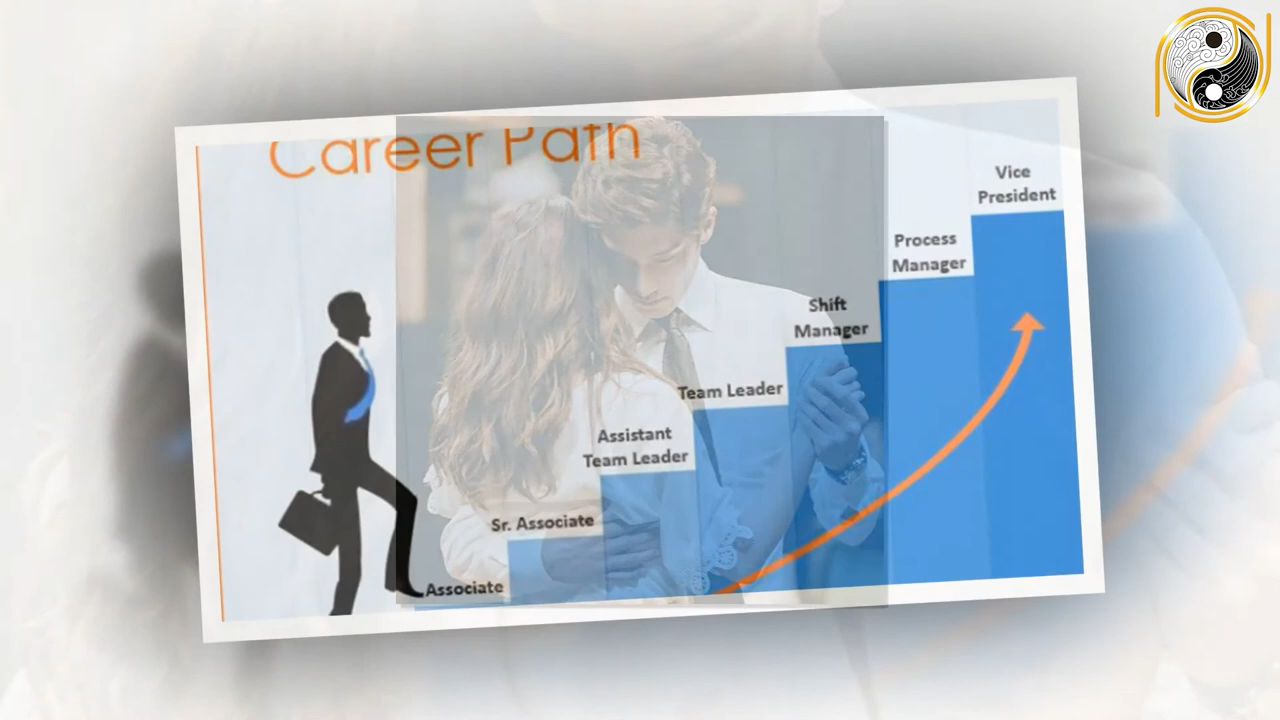 Career Path
Vice
President
Process
Manager
Shift
Manager
Team Leader
Assistant
Team Leader
Sr. Associate
Associate